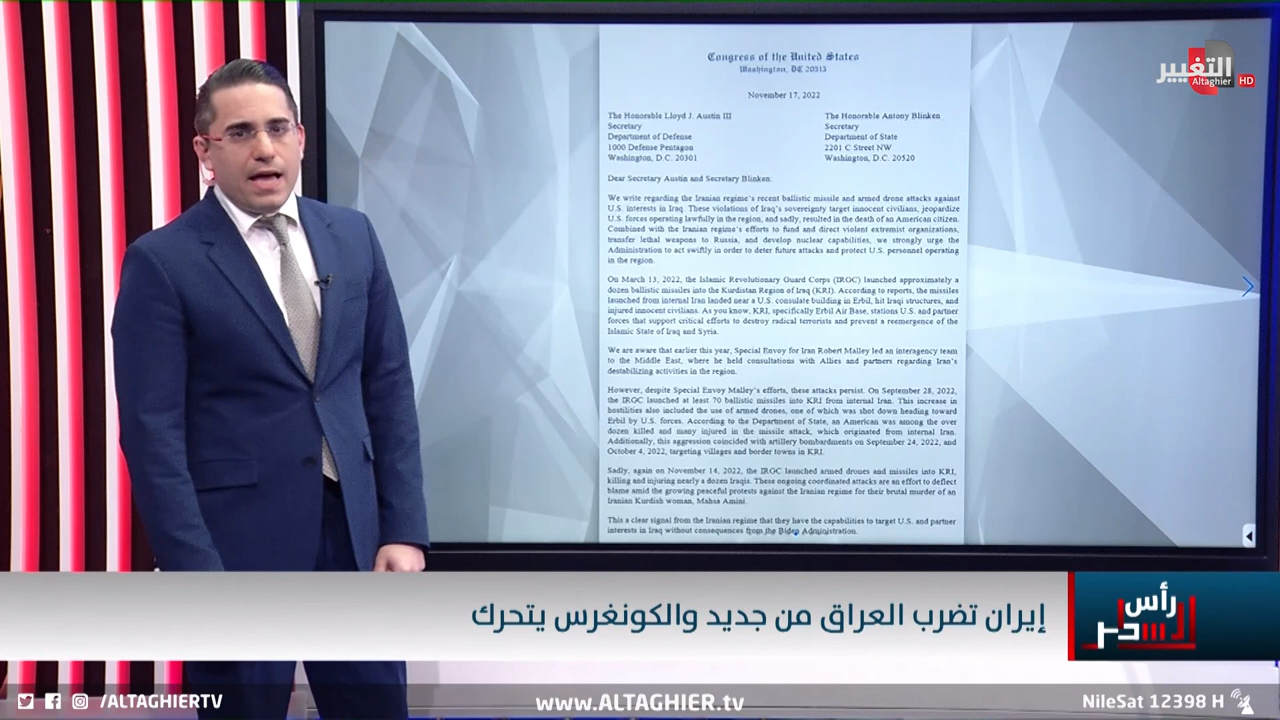 التغيير
Altaghier HD
Congress of the United States
Washington, DC 20515
November 17, 2022
The Honorable Lloyd J. Austin III
Secretary
Department of Defense
1000 Defense Pentagon
Washington, D.C. 20301
The Honorable Antony Blinken
Secretary
Department of State
2201 C Street NW
Washington, D.C. 20520
Dear Secretary Austin and Secretary Blinken:
We write regarding the Iranian regime's recent ballistic missile and armed drone attacks against
U.S. interests in Iraq. These violations of Iraq's sovereignty target innocent civilians, jeopardize
U.S. forces operating lawfully in the region, and sadly, resulted in the death of an American citizen.
Combined with the Iranian regime's efforts to fund and direct violent extremist organizations,
transfer lethal weapons to Russia, and develop nuclear capabilities, we strongly urge the
Administration to act swiftly in order to deter future attacks and protect U.S. personnel operating
in the region.
On March 13, 2022, the Islamic Revolutionary Guard Corps (IRGC) launched approximately a
dozen ballistic missiles into the Kurdistan Region of Iraq (KRI). According to reports, the missiles
launched from internal Iran landed near a U.S. consulate building in Erbil, hit Iraqi structures, and
injured innocent civilians. As you know, KRI, specifically Erbil Air Base, stations U.S. and partner
forces that support critical efforts to destroy radical terrorists and prevent a reemergence of the
Islamic State of Iraq and Syria.
We are aware that earlier this year, Special Envoy for Iran Robert Malley led an interagency team
to the Middle East, where he held consultations with Allies and partners regarding Iran's
destabilizing activities in the region.
However, despite Special Envoy Malley's efforts, these attacks persist. On September 28, 2022,
the IRGC launched at least 70 ballistic missiles into KRI from internal Iran. This increase in
hostilities also included the use of armed drones, one of which was shot down heading toward
Erbil by U.S. forces. According to the Department of State, an American was among the over
dozen killed and many injured in the missile attack, which originated from internal Iran.
Additionally, this aggression coincided with artillery bombardments on September 24, 2022, and
October 4, 2022, targeting villages and border towns in KRI.
Sadly, again on November 14, 2022, the IRGC launched armed drones and missiles into KRI,
killing and injuring nearly a dozen Iraqis. These ongoing coordinated attacks are an effort to deflect
blame amid the growing peaceful protests against the Iranian regime for their brutal murder of an
Iranian Kurdish woman, Mahsa Amini.
This a clear signal from the Iranian regime that they have the capabilities to target U.S. and partner
interests in Iraq without consequences from the Biden Administration.
رأس
السطر
إيران تضرب العراق من جديد والكونغرس يتحرك
/ALTAGHIERTV
www.ALTAGHIER.tv
NileSat 12398 H